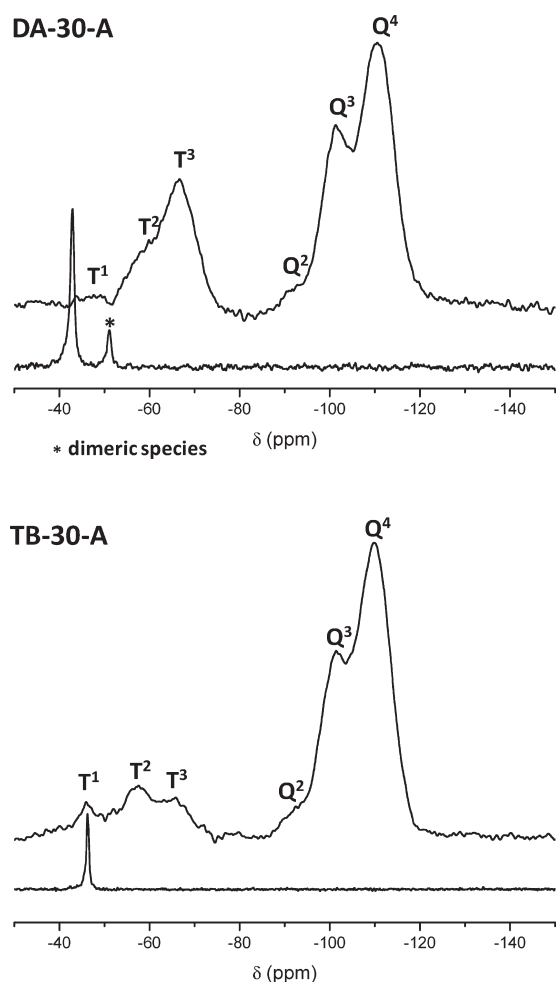 DA-30-A
Q⁴
Q³
T³
T²
Q²
T¹
*
-40 -60 -80 -100 -120 -140
δ (ppm)
* dimeric species
TB-30-A
Q⁴
Q³
T¹ T² T³
Q²
-40 -60 -80 -100 -120 -140
δ (ppm)